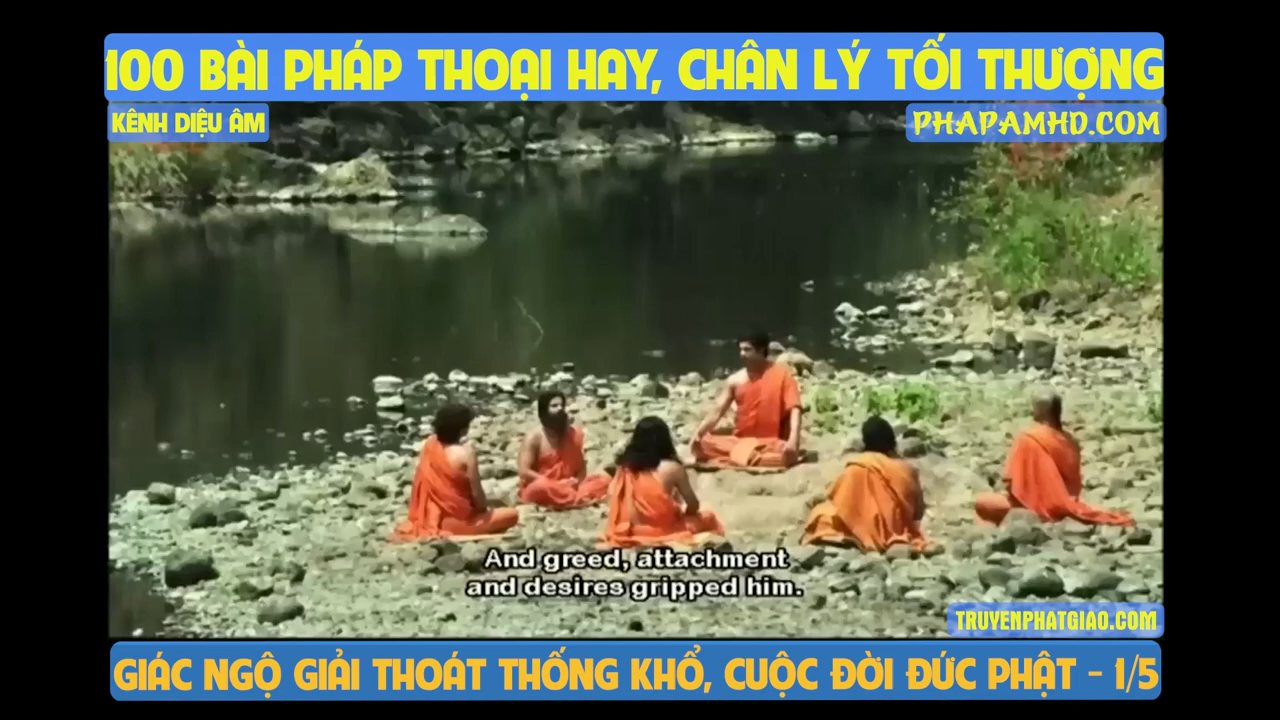 100 BÀI PHÁP THOẠI HAY, CHÂN LÝ TỐI THƯỢNG
KÊNH DIỆU ÂM
PHAPAMHD.COM
And greed, attachment
and desires gripped him.
TRUYENPHATGIAO.COM
GIÁC NGỘ GIẢI THOÁT THỐNG KHỔ, CUỘC ĐỜI ĐỨC PHẬT - 1/5